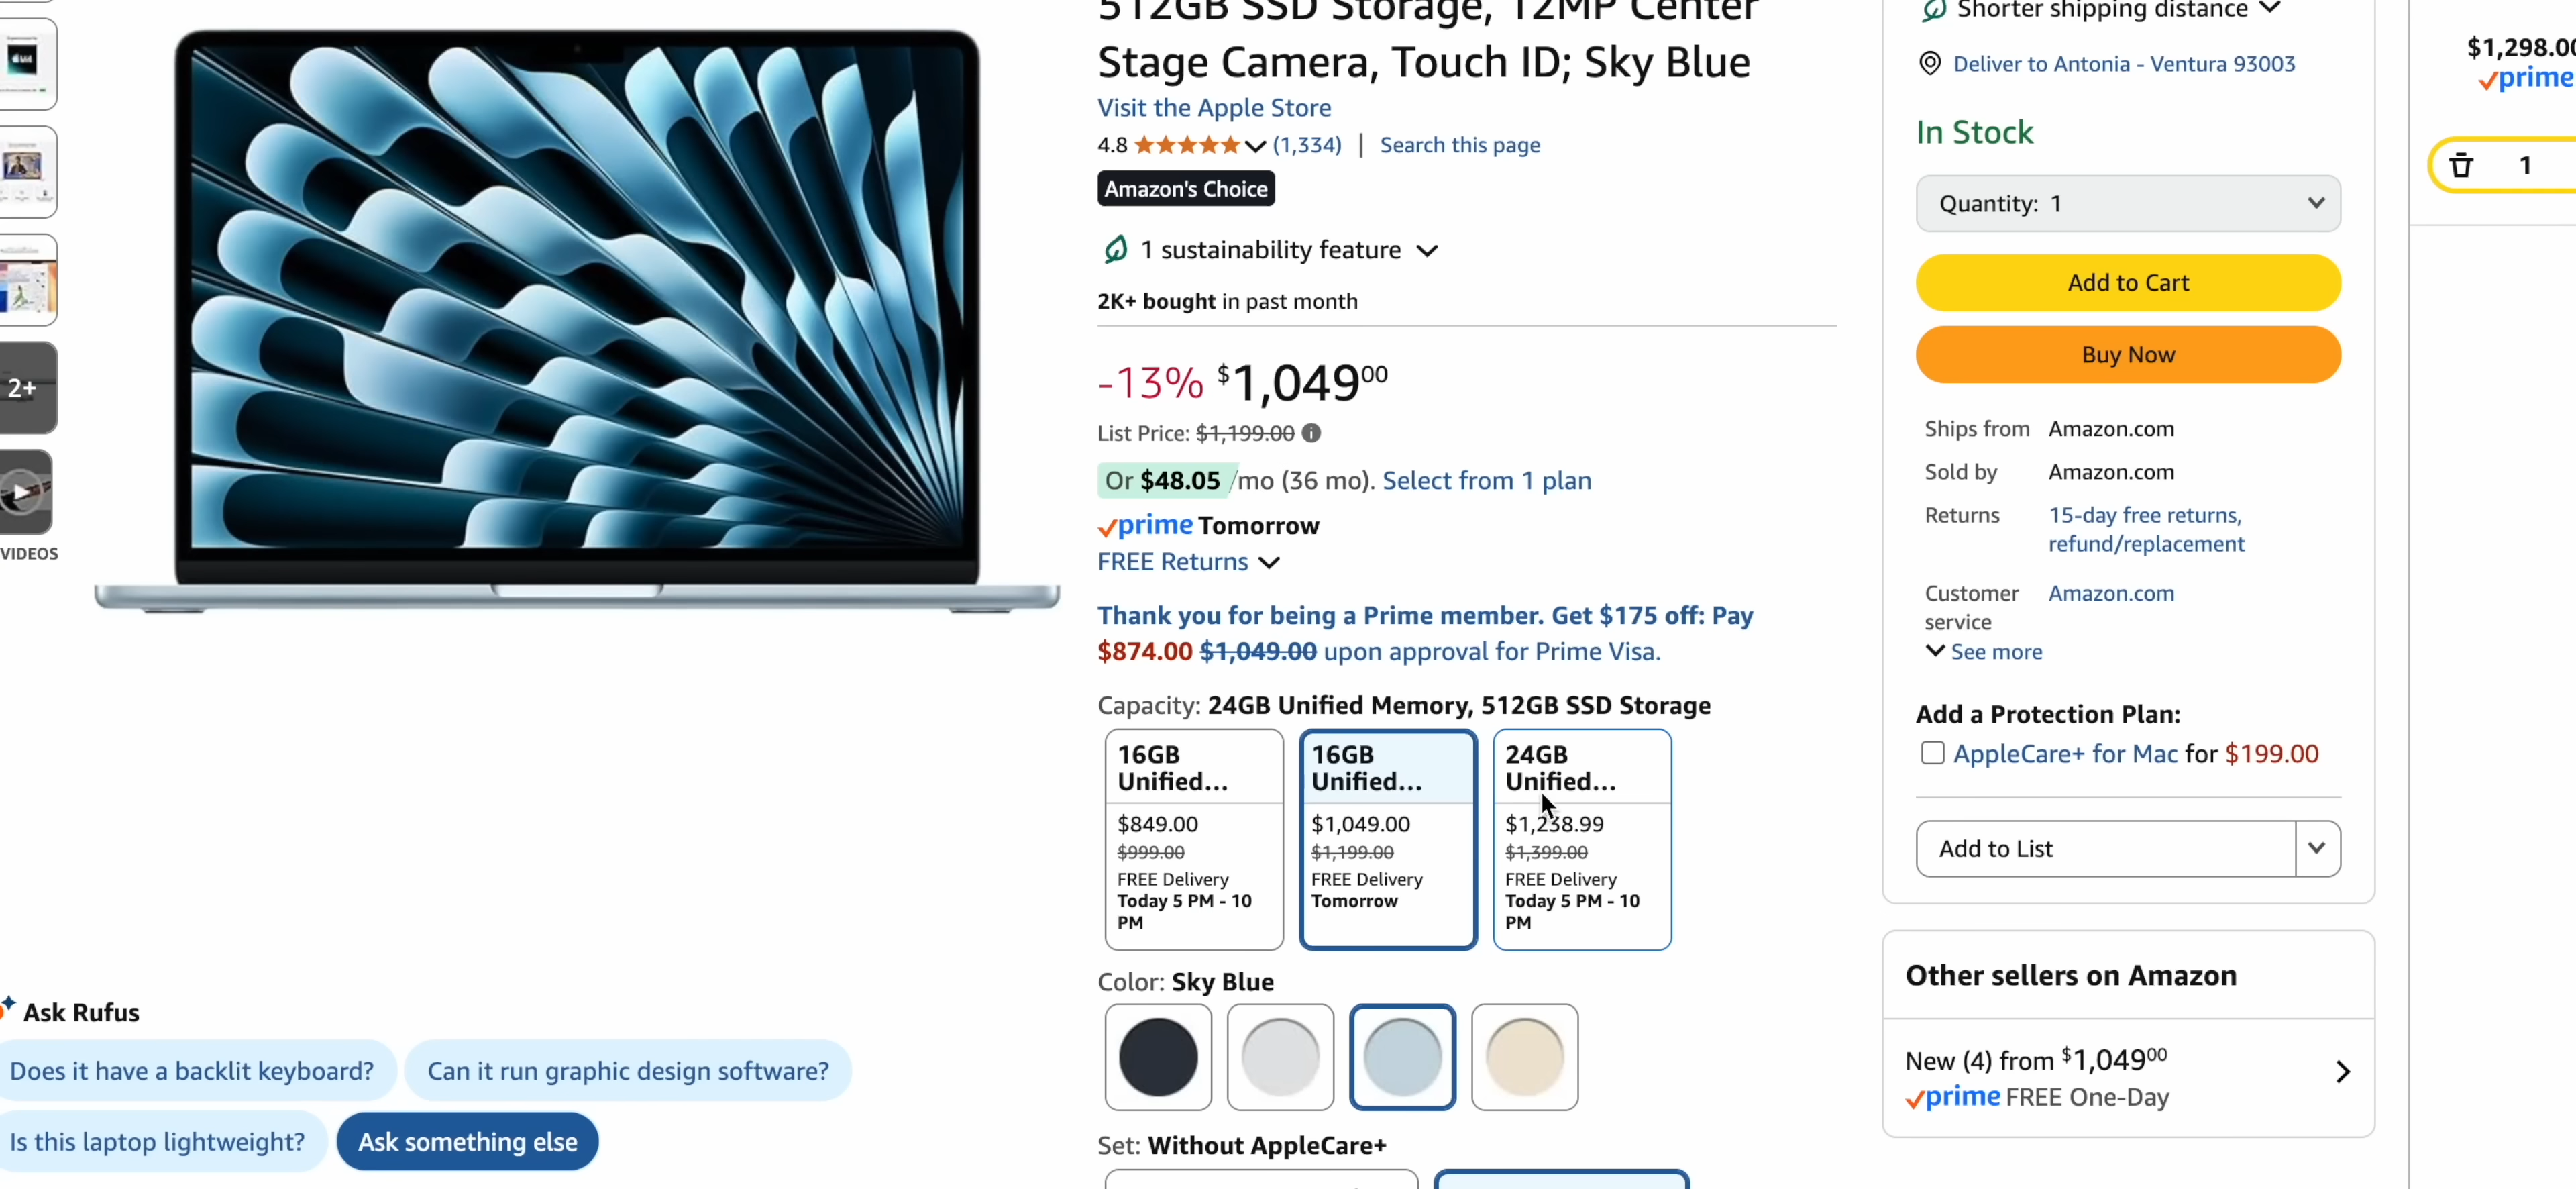 512GB SSD Storage, 12MP Center
Stage Camera, Touch ID; Sky Blue
Visit the Apple Store
4.8 (1,334) | Search this page
Amazon's Choice
1 sustainability feature
2K+ bought in past month
-13% $1,04900
List Price: $1,199.00
Or $48.05 /mo (36 mo). Select from 1 plan
prime Tomorrow
FREE Returns
Thank you for being a Prime member. Get $175 off: Pay
$874.00 $1,049.00 upon approval for Prime Visa.
Capacity: 24GB Unified Memory, 512GB SSD Storage
16GB
Unified...
$849.00
$999.00
FREE Delivery
Today 5 PM - 10
PM
16GB
Unified...
$1,049.00
$1,199.00
FREE Delivery
Tomorrow
24GB
Unified...
$1,238.99
$1,399.00
FREE Delivery
Today 5 PM - 10
PM
Color: Sky Blue
Set: Without AppleCare+
2+
VIDEOS
Ask Rufus
Does it have a backlit keyboard?
Can it run graphic design software?
Is this laptop lightweight?
Ask something else
Shorter shipping distance
Deliver to Antonia - Ventura 93003
In Stock
Quantity: 1
Add to Cart
Buy Now
Ships from Amazon.com
Sold by Amazon.com
Returns 15-day free returns,
refund/replacement
Customer Amazon.com
service
See more
Add a Protection Plan:
AppleCare+ for Mac for $199.00
Add to List
Other sellers on Amazon
New (4) from $1,04900
prime FREE One-Day
$1,298.00
prime
1